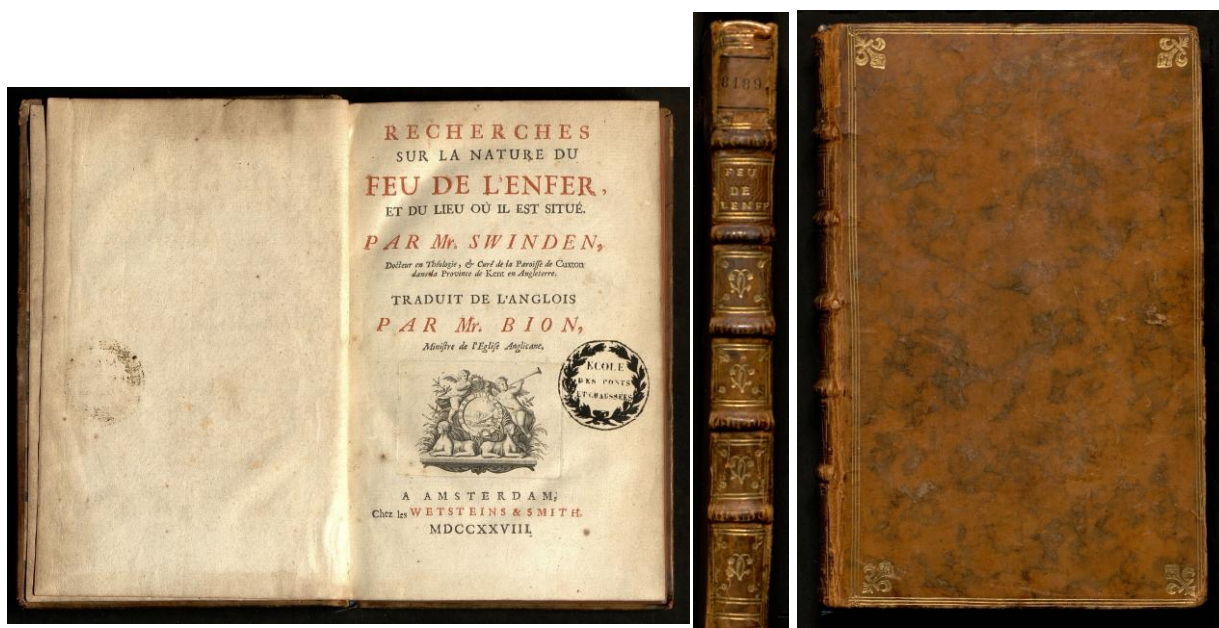 RECHERCHES
SUR LA NATURE DU
FEU DE L'ENFER,
ET DU LIEU OÙ IL EST SITUÉ.
PAR Mr. SWINDEN,
Docteur en Théologie, & Curé de la Paroisse de Cuxton
dans la Province de Kent en Angleterre.
TRADUIT DE L'ANGLOIS
PAR Mr. BION,
Ministre de l'Eglise Anglicane.
ECOLE
DES PONTS
ET CHAUSSÉES
A AMSTERDAM,
Chez les WETSTEINS & SMITH.
MDCCXXVIII.
8189
FEU
DE
LENFE